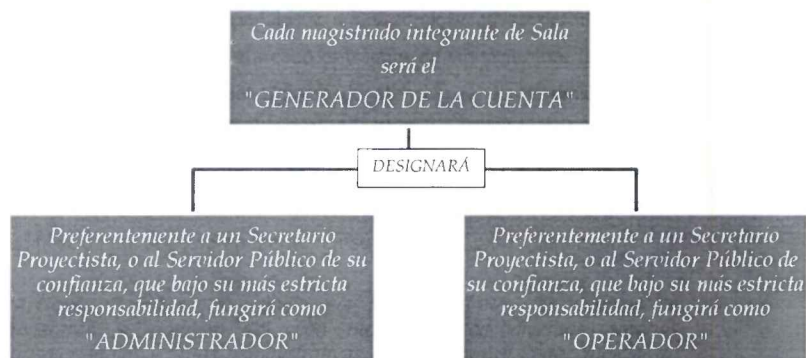 Cada magistrado integrante de Sala
será el
"GENERADOR DE LA CUENTA"
DESIGNARÁ
Preferentemente a un Secretario
Proyectista, o al Servidor Público de su
confianza, que bajo su más estricta
responsabilidad, fungirá como
"ADMINISTRADOR"
Preferentemente a un Secretario
Proyectista, o al Servidor Público de
su confianza, que bajo su más estricta
responsabilidad, fungirá como
"OPERADOR"